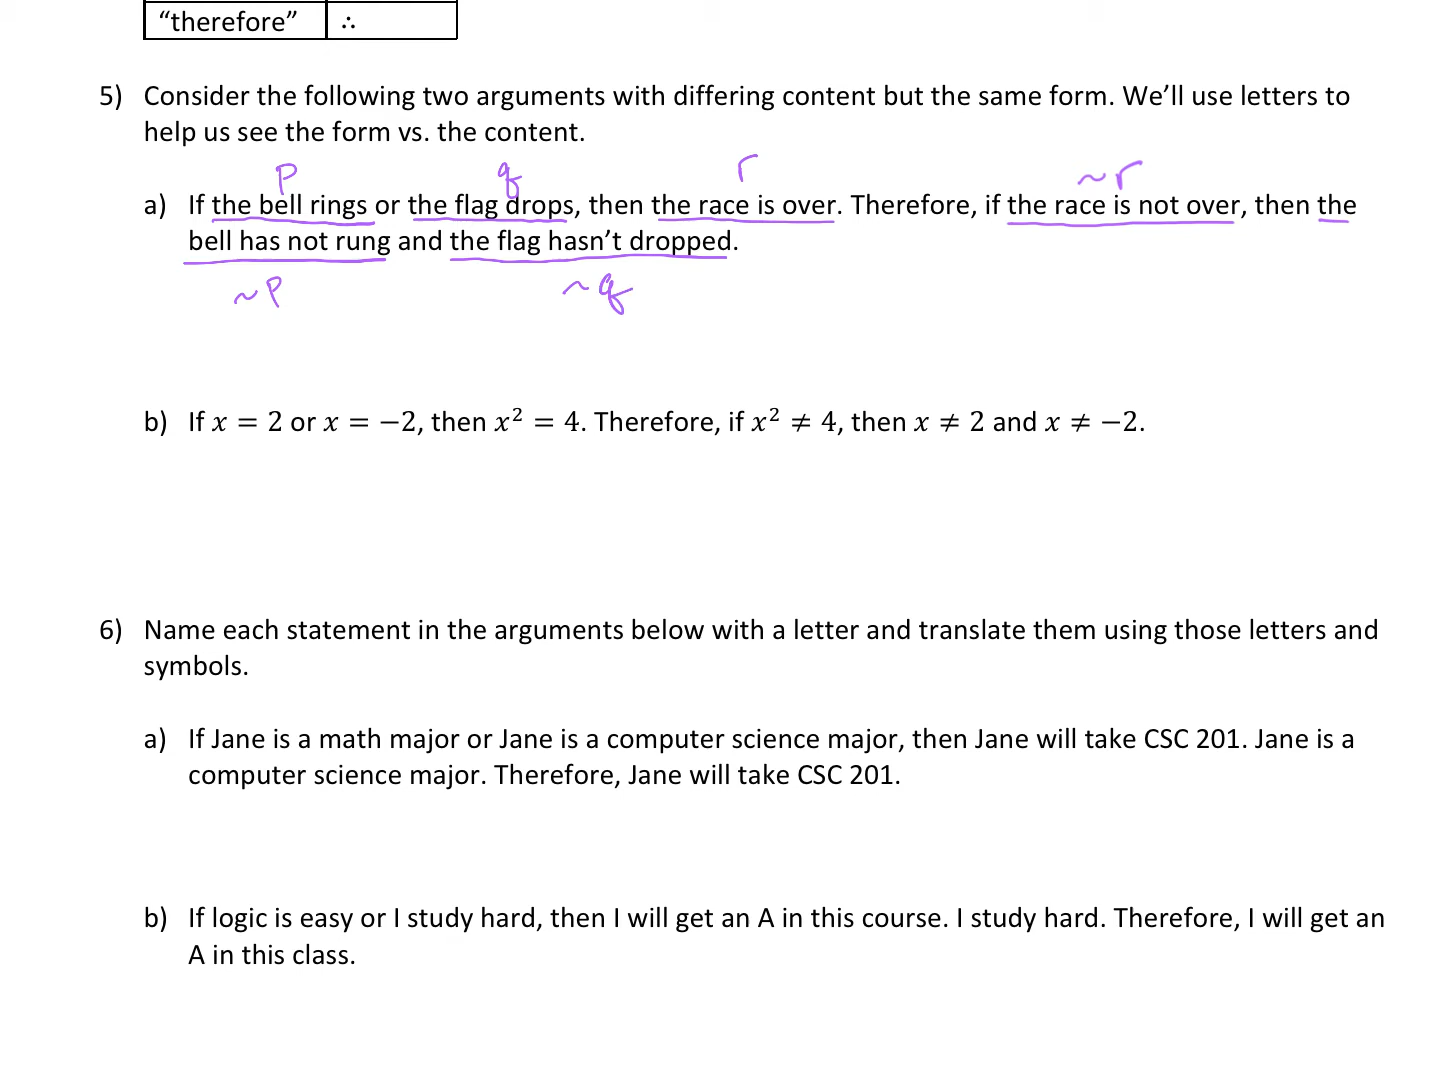 “therefore” ∴
5) Consider the following two arguments with differing content but the same form. We’ll use letters to
help us see the form vs. the content.
p q r ~r
a) If the bell rings or the flag drops, then the race is over. Therefore, if the race is not over, then the
bell has not rung and the flag hasn’t dropped.
~p ~q
b) If x = 2 or x = −2, then x² = 4. Therefore, if x² ≠ 4, then x ≠ 2 and x ≠ −2.
6) Name each statement in the arguments below with a letter and translate them using those letters and
symbols.
a) If Jane is a math major or Jane is a computer science major, then Jane will take CSC 201. Jane is a
computer science major. Therefore, Jane will take CSC 201.
b) If logic is easy or I study hard, then I will get an A in this course. I study hard. Therefore, I will get an
A in this class.